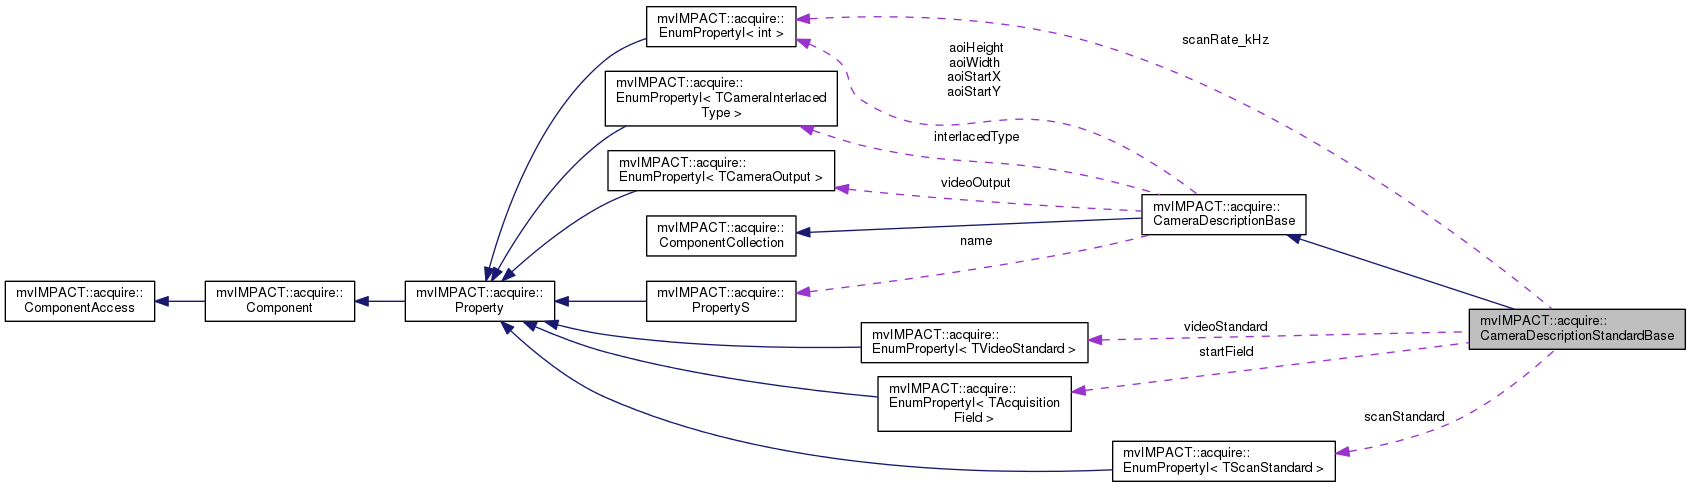 mvIMPACT::acquire::
EnumPropertyI< int >
scanRate_kHz
aoiHeight
aoiWidth
aoiStartX
aoiStartY
mvIMPACT::acquire::
EnumPropertyI< TCameraInterlaced
Type >
interlacedType
mvIMPACT::acquire::
EnumPropertyI< TCameraOutput >
videoOutput
mvIMPACT::acquire::
CameraDescriptionBase
mvIMPACT::acquire::
ComponentCollection
name
mvIMPACT::acquire::
ComponentAccess
mvIMPACT::acquire::
Component
mvIMPACT::acquire::
Property
mvIMPACT::acquire::
PropertyS
mvIMPACT::acquire::
EnumPropertyI< TVideoStandard >
videoStandard
mvIMPACT::acquire::
CameraDescriptionStandardBase
startField
mvIMPACT::acquire::
EnumPropertyI< TAcquisition
Field >
scanStandard
mvIMPACT::acquire::
EnumPropertyI< TScanStandard >